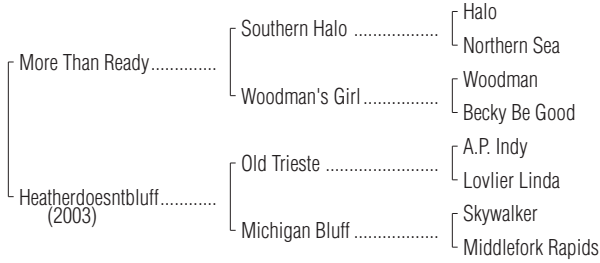 Halo
Southern Halo ..................
Northern Sea
More Than Ready..............
Woodman
Woodman's Girl ................
Becky Be Good
A.P. Indy
Old Trieste ........................
Lovlier Linda
Heatherdoesntbluff............
(2003)
Skywalker
Michigan Bluff ..................
Middlefork Rapids